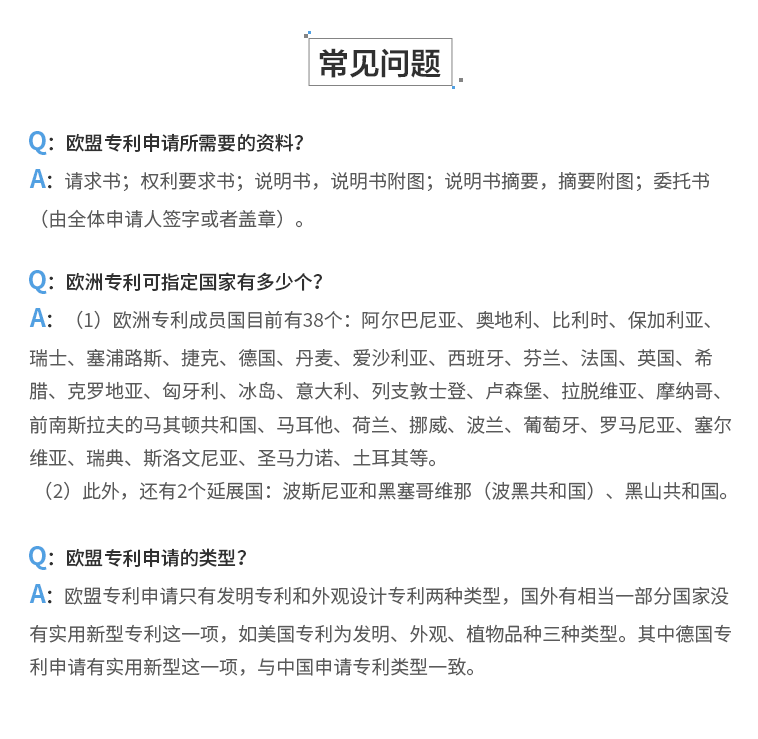 常见问题
Q：欧盟专利申请所需要的资料？
A：请求书；权利要求书；说明书，说明书附图；说明书摘要，摘要附图；委托书
（由全体申请人签字或者盖章）。
Q：欧洲专利可指定国家有多少个？
A：（1）欧洲专利成员国目前有38个：阿尔巴尼亚、奥地利、比利时、保加利亚、
瑞士、塞浦路斯、捷克、德国、丹麦、爱沙利亚、西班牙、芬兰、法国、英国、希
腊、克罗地亚、匈牙利、冰岛、意大利、列支敦士登、卢森堡、拉脱维亚、摩纳哥、
前南斯拉夫的马其顿共和国、马耳他、荷兰、挪威、波兰、葡萄牙、罗马尼亚、塞尔
维亚、瑞典、斯洛文尼亚、圣马力诺、土耳其等。
（2）此外，还有2个延展国：波斯尼亚和黑塞哥维那（波黑共和国）、黑山共和国。
Q：欧盟专利申请的类型？
A：欧盟专利申请只有发明专利和外观设计专利两种类型，国外有相当一部分国家没
有实用新型专利这一项，如美国专利为发明、外观、植物品种三种类型。其中德国专
利申请有实用新型这一项，与中国申请专利类型一致。